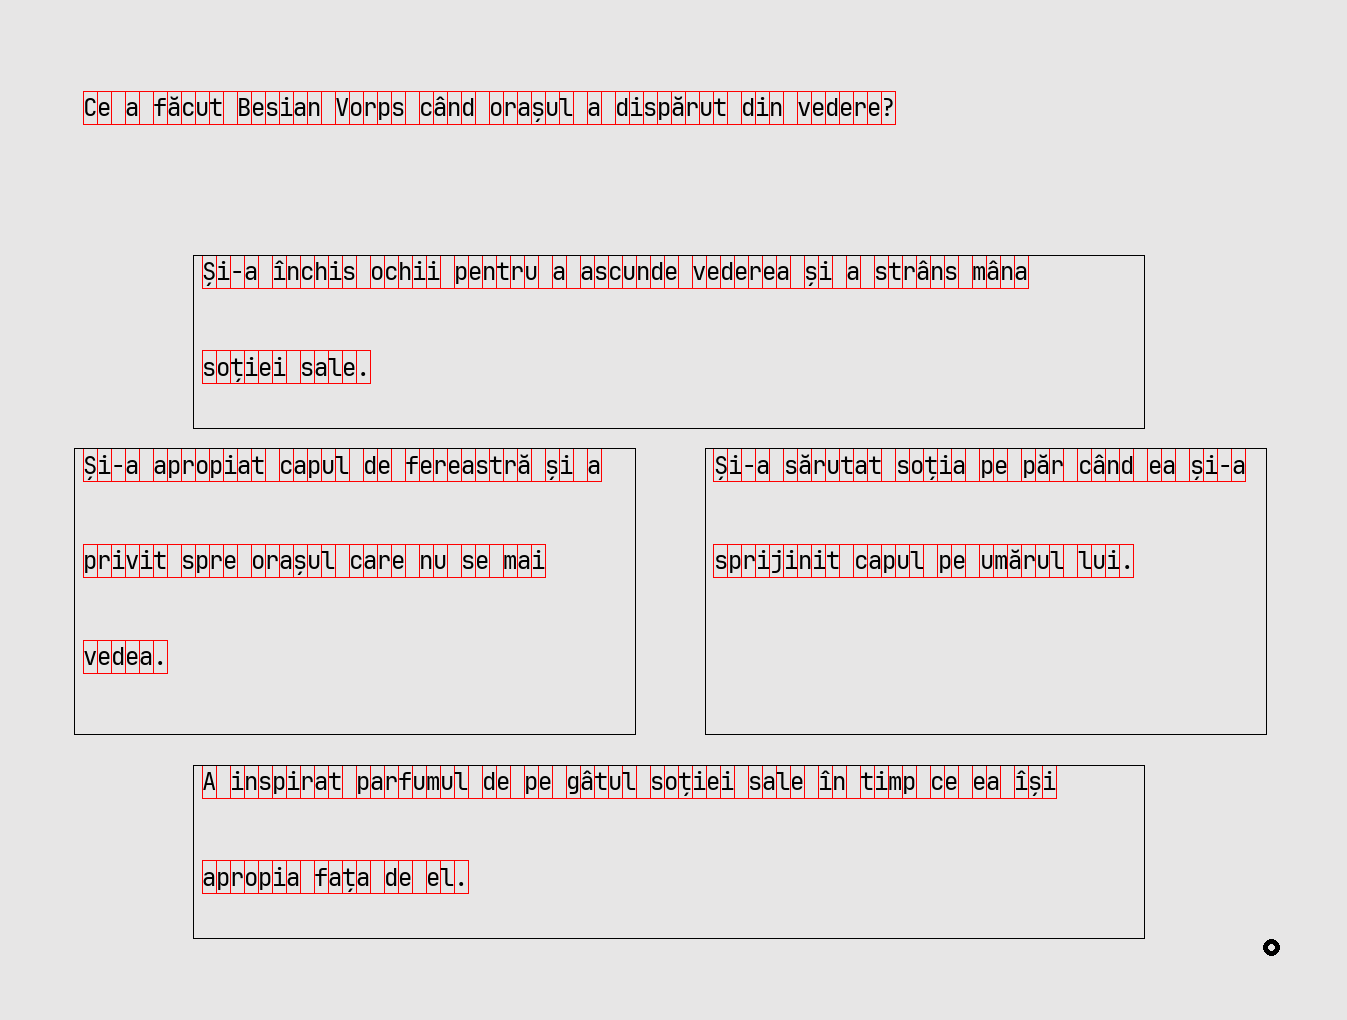 Ce a făcut Besian Vorps când orașul a dispărut din vedere?
Și-a închis ochii pentru a ascunde vederea și a strâns mâna
soției sale.
Și-a apropiat capul de fereastră și a
privit spre orașul care nu se mai
vedea.
Și-a sărutat soția pe păr când ea și-a
sprijinit capul pe umărul lui.
A inspirat parfumul de pe gâtul soției sale în timp ce ea își
apropia fața de el.